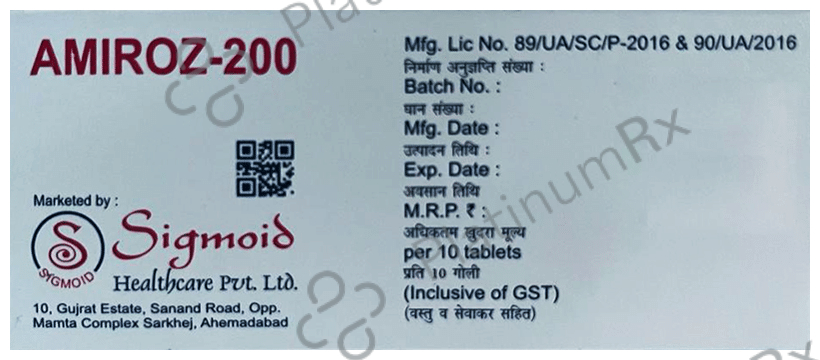 AMIROZ-200
Marketed by :
Sigmoid
SYGMOID
Healthcare Pvt. Ltd.
10, Gujrat Estate, Sanand Road, Opp.
Mamta Complex Sarkhej, Ahemadabad
Mfg. Lic No. 89/UA/SC/P-2016 & 90/UA/2016
निर्माण अनुज्ञप्ति संख्या :
Batch No. :
घान संख्या :
Mfg. Date :
उत्पादन तिथि :
Exp. Date :
अवसान तिथि
M.R.P. ₹ :
अधिकतम खुदरा मूल्य
per 10 tablets
प्रति 10 गोली
(Inclusive of GST)
(वस्तु व सेवाकर सहित)
PlatinumRx